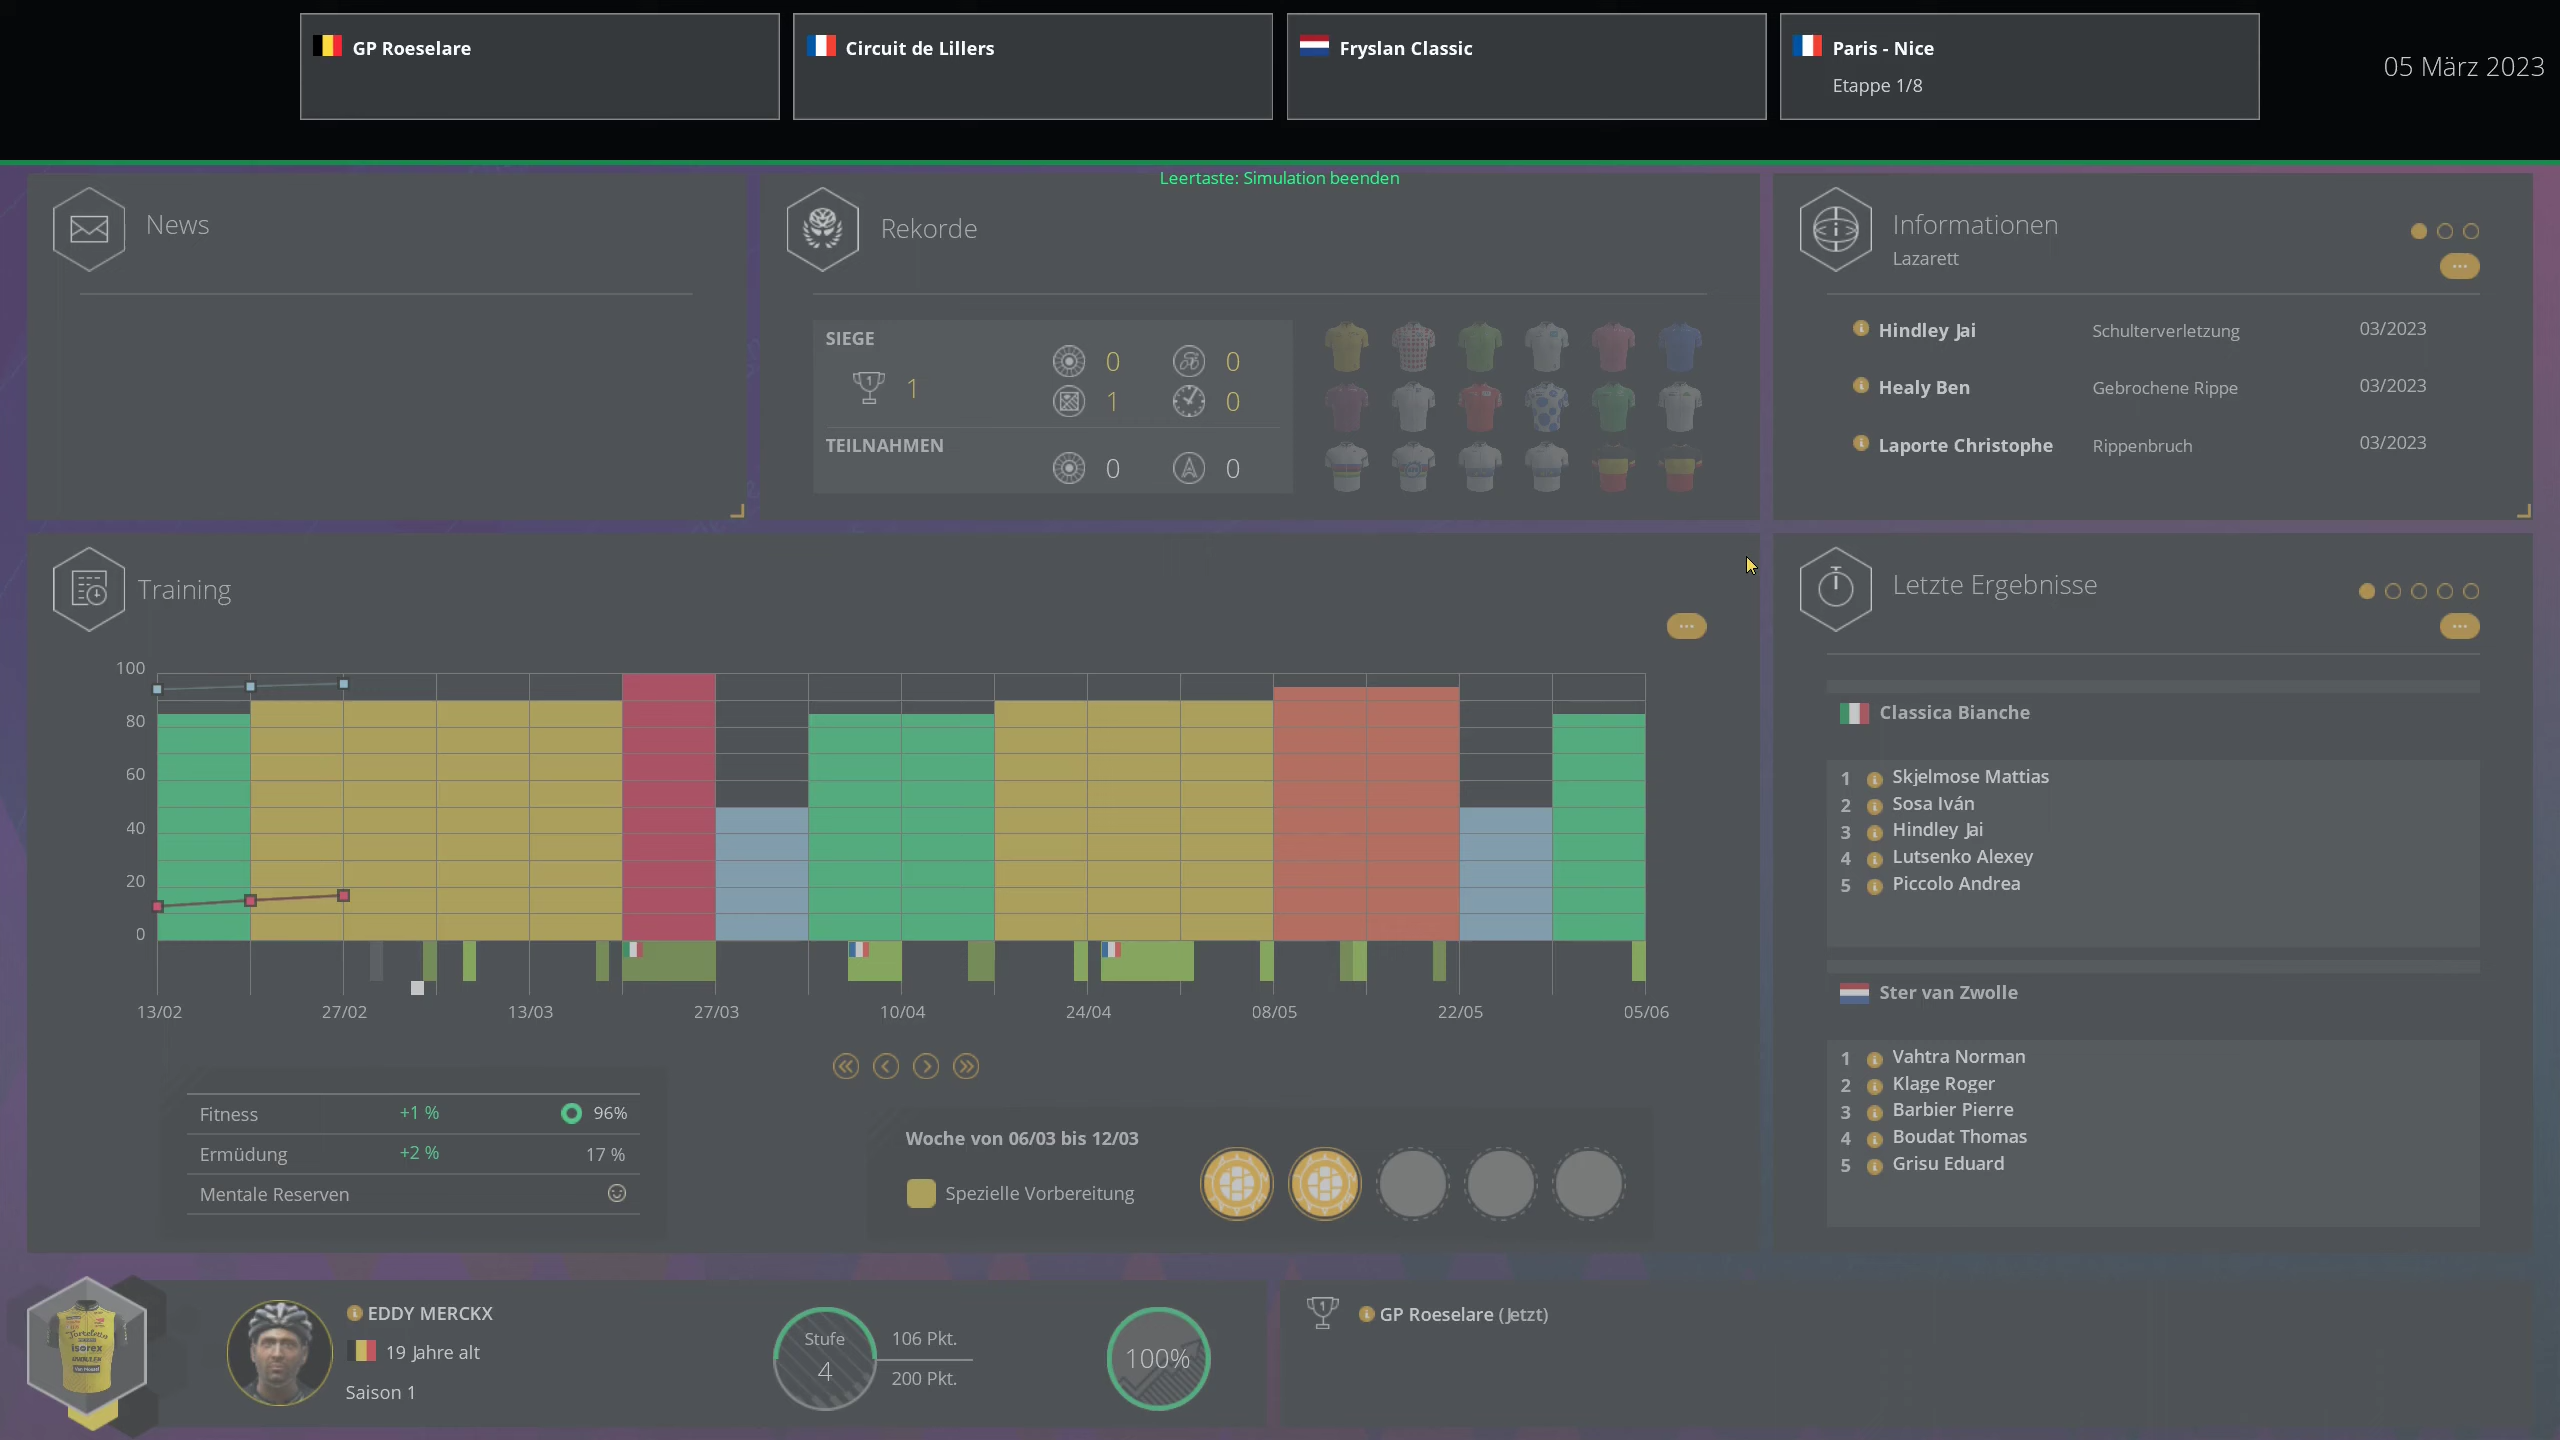 GP Roeselare
Circuit de Lillers
Fryslan Classic
Paris - Nice
Etappe 1/8
05 März 2023
Leertaste: Simulation beenden
News
Rekorde
SIEGE
1
0
0
1
0
TEILNAHMEN
0
0
Informationen
Lazarett
Hindley Jai Schulterverletzung 03/2023
Healy Ben Gebrochene Rippe 03/2023
Laporte Christophe Rippenbruch 03/2023
Training
100
80
60
40
20
0
13/02 27/02 13/03 27/03 10/04 24/04 08/05 22/05 05/06
Fitness +1 % 96%
Ermüdung +2 % 17 %
Mentale Reserven
Woche von 06/03 bis 12/03
Spezielle Vorbereitung
Letzte Ergebnisse
Classica Bianche
1 Skjelmose Mattias
2 Sosa Iván
3 Hindley Jai
4 Lutsenko Alexey
5 Piccolo Andrea
Ster van Zwolle
1 Vahtra Norman
2 Klage Roger
3 Barbier Pierre
4 Boudat Thomas
5 Grisu Eduard
isorex
EDDY MERCKX
19 Jahre alt
Saison 1
Stufe
4
106 Pkt.
200 Pkt.
100%
GP Roeselare (Jetzt)